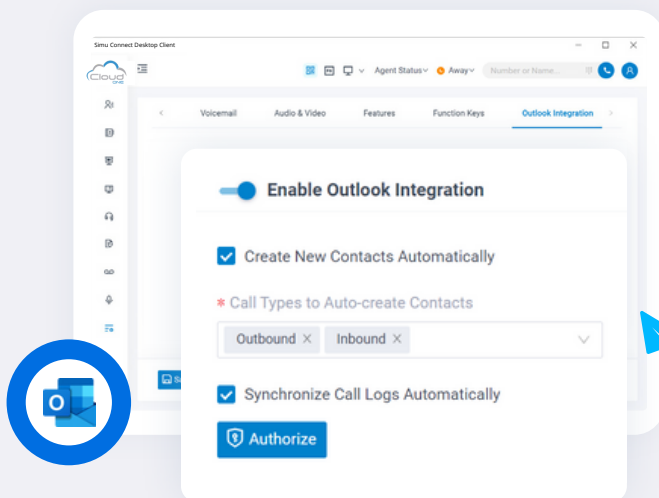 Simu Connect Desktop Client
Cloud
ONE
Agent Status
Away
Number or Name...
Voicemail
Audio & Video
Features
Function Keys
Outlook Integration
Enable Outlook Integration
Create New Contacts Automatically
* Call Types to Auto-create Contacts
Outbound ×
Inbound ×
Synchronize Call Logs Automatically
Authorize
O